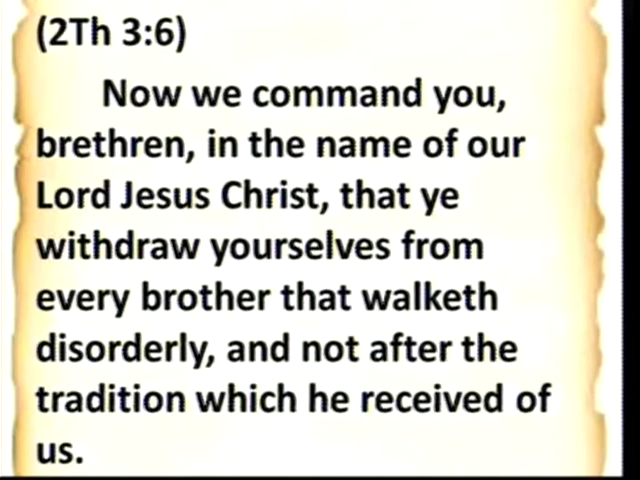 (2Th 3:6)
Now we command you,
brethren, in the name of our
Lord Jesus Christ, that ye
withdraw yourselves from
every brother that walketh
disorderly, and not after the
tradition which he received of
us.